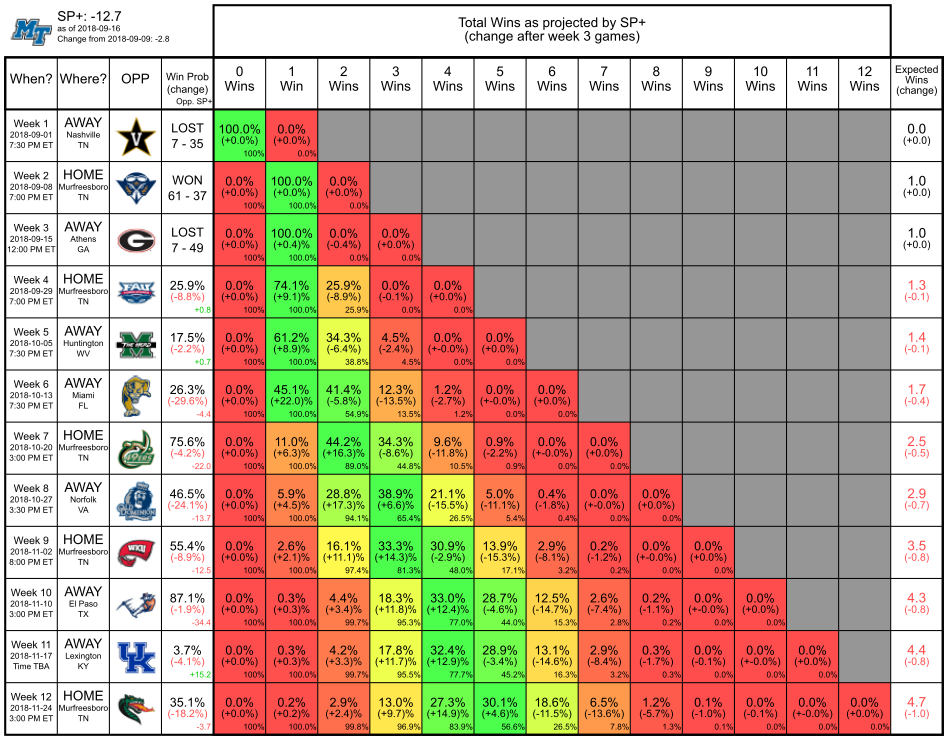 SP+: -12.7
as of 2018-09-16
Change from 2018-09-09: -2.8
Total Wins as projected by SP+
(change after week 3 games)
When? Where? OPP Win Prob (change) Opp. SP+ 0 Wins 1 Win 2 Wins 3 Wins 4 Wins 5 Wins 6 Wins 7 Wins 8 Wins 9 Wins 10 Wins 11 Wins 12 Wins Expected Wins (change)
Week 1 AWAY LOST 100.0% 0.0% 0.0
2018-09-01 Nashville 7 - 35 (+0.0%) (+0.0%) (+0.0)
7:30 PM ET TN 100% 0.0%
Week 2 HOME WON 0.0% 100.0% 0.0% 1.0
2018-09-08 Murfreesboro 61 - 37 (+0.0%) (+0.0%) (+0.0%) (+0.0)
7:00 PM ET TN 100% 100.0% 0.0%
Week 3 AWAY LOST 0.0% 100.0% 0.0% 0.0% 1.0
2018-09-15 Athens 7 - 49 (+0.0%) (+0.4)% (-0.4%) (+0.0%) (+0.0)
12:00 PM ET GA 100% 100.0% 0.0% 0.0%
Week 4 HOME FAU 25.9% 0.0% 74.1% 25.9% 0.0% 0.0% 1.3
2018-09-29 Murfreesboro (-8.8%) (+0.0%) (+9.1)% (-8.9%) (-0.1%) (+0.0%) (-0.1)
7:00 PM ET TN +0.8 100% 100.0% 25.9% 0.0% 0.0%
Week 5 AWAY THE HERD 17.5% 0.0% 61.2% 34.3% 4.5% 0.0% 0.0% 1.4
2018-10-05 Huntington (-2.2%) (+0.0%) (+8.9)% (-6.4%) (-2.4%) (+-0.0%) (+0.0%) (-0.1)
7:30 PM ET WV +0.7 100% 100.0% 38.8% 4.5% 0.0% 0.0%
Week 6 AWAY 26.3% 0.0% 45.1% 41.4% 12.3% 1.2% 0.0% 0.0% 1.7
2018-10-13 Miami (-29.6%) (+0.0%) (+22.0)% (-5.8%) (-13.5%) (-2.7%) (+-0.0%) (+0.0%) (-0.4)
7:30 PM ET FL -4.4 100% 100.0% 54.9% 13.5% 1.2% 0.0% 0.0%
Week 7 HOME 49ERS 75.6% 0.0% 11.0% 44.2% 34.3% 9.6% 0.9% 0.0% 0.0% 2.5
2018-10-20 Murfreesboro (-4.2%) (+0.0%) (+6.3)% (+16.3%) (-8.6%) (-11.8%) (-2.2%) (+-0.0%) (+0.0%) (-0.5)
3:00 PM ET TN -22.0 100% 100.0% 89.0% 44.8% 10.5% 0.9% 0.0% 0.0%
Week 8 AWAY OLD DOMINION 46.5% 0.0% 5.9% 28.8% 38.9% 21.1% 5.0% 0.4% 0.0% 0.0% 2.9
2018-10-27 Norfolk (-24.1%) (+0.0%) (+4.5)% (+17.3%) (+6.6%) (-15.5%) (-11.1%) (-1.8%) (+-0.0%) (+0.0%) (-0.7)
3:30 PM ET VA -13.7 100% 100.0% 94.1% 65.4% 26.5% 5.4% 0.4% 0.0% 0.0%
Week 9 HOME WKU 55.4% 0.0% 2.6% 16.1% 33.3% 30.9% 13.9% 2.9% 0.2% 0.0% 0.0% 3.5
2018-11-02 Murfreesboro (-8.9%) (+0.0%) (+2.1)% (+11.1%) (+14.3%) (-2.9%) (-15.3%) (-8.1%) (-1.2%) (+-0.0%) (+0.0%) (-0.8)
8:00 PM ET TN -12.5 100% 100.0% 97.4% 81.3% 48.0% 17.1% 3.2% 0.2% 0.0% 0.0%
Week 10 AWAY 87.1% 0.0% 0.3% 4.4% 18.3% 33.0% 28.7% 12.5% 2.6% 0.2% 0.0% 0.0% 4.3
2018-11-10 El Paso (-1.9%) (+0.0%) (+0.3)% (+3.4%) (+11.8%) (+12.4)% (-4.6%) (-14.7%) (-7.4%) (-1.1%) (+-0.0%) (+0.0%) (-0.8)
3:00 PM ET TX -34.4 100% 100.0% 99.7% 95.3% 77.0% 44.0% 15.3% 2.8% 0.2% 0.0% 0.0%
Week 11 AWAY UK 3.7% 0.0% 0.3% 4.2% 17.8% 32.4% 28.9% 13.1% 2.9% 0.3% 0.0% 0.0% 0.0% 4.4
2018-11-17 Lexington (-4.1%) (+0.0%) (+0.3)% (+3.3%) (+11.7%) (+12.9%) (-3.4%) (-14.6%) (-8.4%) (-1.7%) (-0.1%) (+-0.0%) (+0.0%) (-0.8)
Time TBA KY +15.2 100% 100.0% 99.7% 95.5% 77.7% 45.2% 16.3% 3.2% 0.3% 0.0% 0.0% 0.0%
Week 12 HOME 35.1% 0.0% 0.2% 2.9% 13.0% 27.3% 30.1% 18.6% 6.5% 1.2% 0.1% 0.0% 0.0% 0.0% 4.7
2018-11-24 Murfreesboro (-18.2%) (+0.0%) (+0.2)% (+2.4%) (+9.7%) (+14.9%) (+4.6%) (-11.5%) (-13.6%) (-5.7%) (-1.0%) (-0.1%) (+-0.0%) (+0.0%) (-1.0)
3:00 PM ET TN -3.7 100% 100.0% 99.8% 96.9% 83.9% 56.6% 26.5% 7.8% 1.3% 0.1% 0.0% 0.0% 0.0%